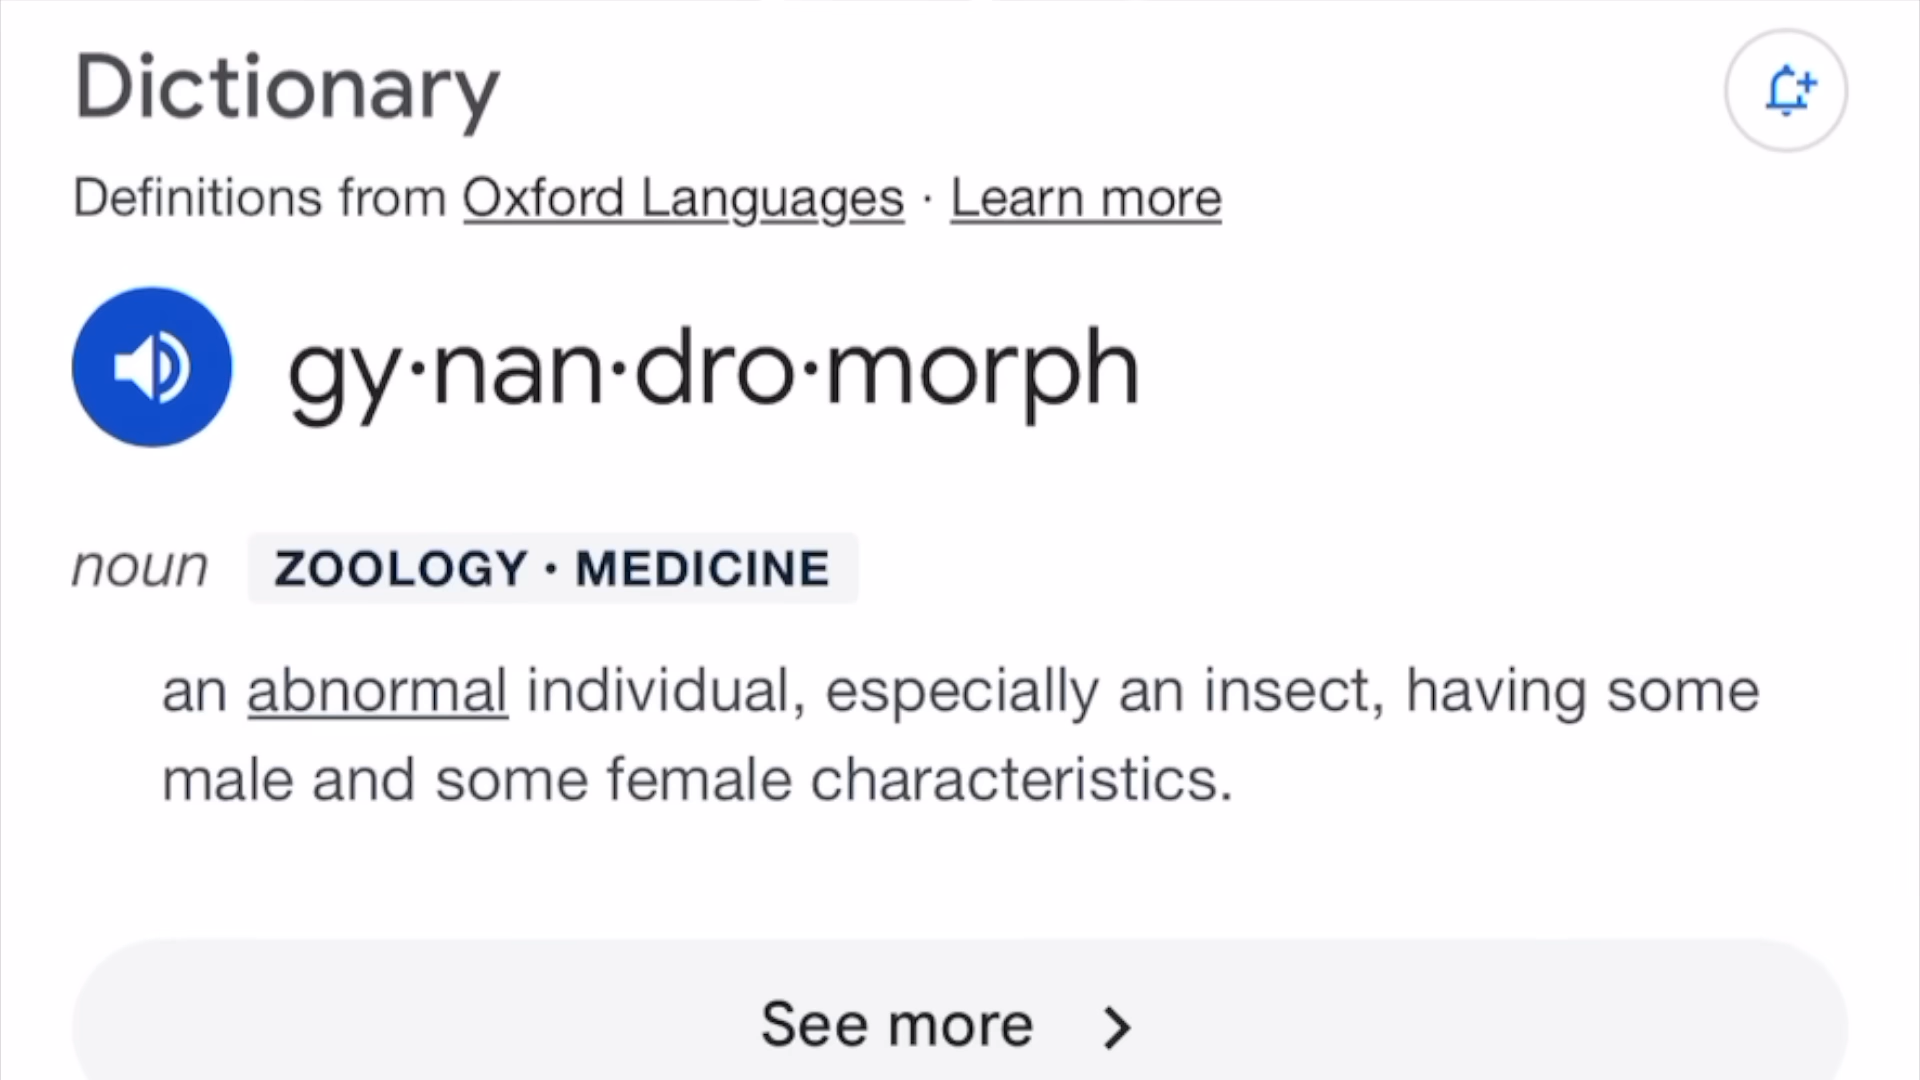 Dictionary
Definitions from Oxford Languages · Learn more
gy·nan·dro·morph
noun ZOOLOGY · MEDICINE
an abnormal individual, especially an insect, having some
male and some female characteristics.
See more